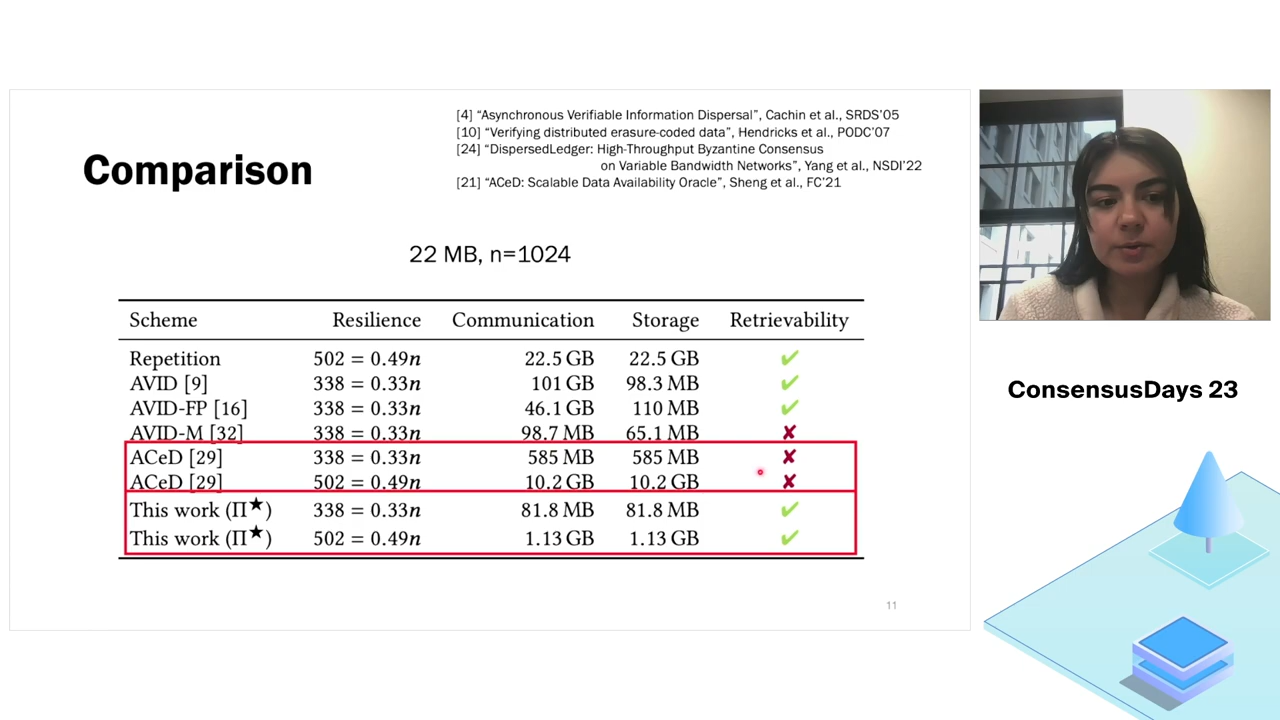 Comparison
[4] “Asynchronous Verifiable Information Dispersal”, Cachin et al., SRDS’05
[10] “Verifying distributed erasure-coded data”, Hendricks et al., PODC’07
[24] “DispersedLedger: High-Throughput Byzantine Consensus
on Variable Bandwidth Networks”, Yang et al., NSDI’22
[21] “ACeD: Scalable Data Availability Oracle”, Sheng et al., FC’21
22 MB, n=1024
Scheme Resilience Communication Storage Retrievability
Repetition 502 = 0.49n 22.5 GB 22.5 GB ✔
AVID [9] 338 = 0.33n 101 GB 98.3 MB ✔
AVID-FP [16] 338 = 0.33n 46.1 GB 110 MB ✔
AVID-M [32] 338 = 0.33n 98.7 MB 65.1 MB ✘
ACeD [29] 338 = 0.33n 585 MB 585 MB ✘
ACeD [29] 502 = 0.49n 10.2 GB 10.2 GB ✘
This work (Π★) 338 = 0.33n 81.8 MB 81.8 MB ✔
This work (Π★) 502 = 0.49n 1.13 GB 1.13 GB ✔
11
ConsensusDays 23